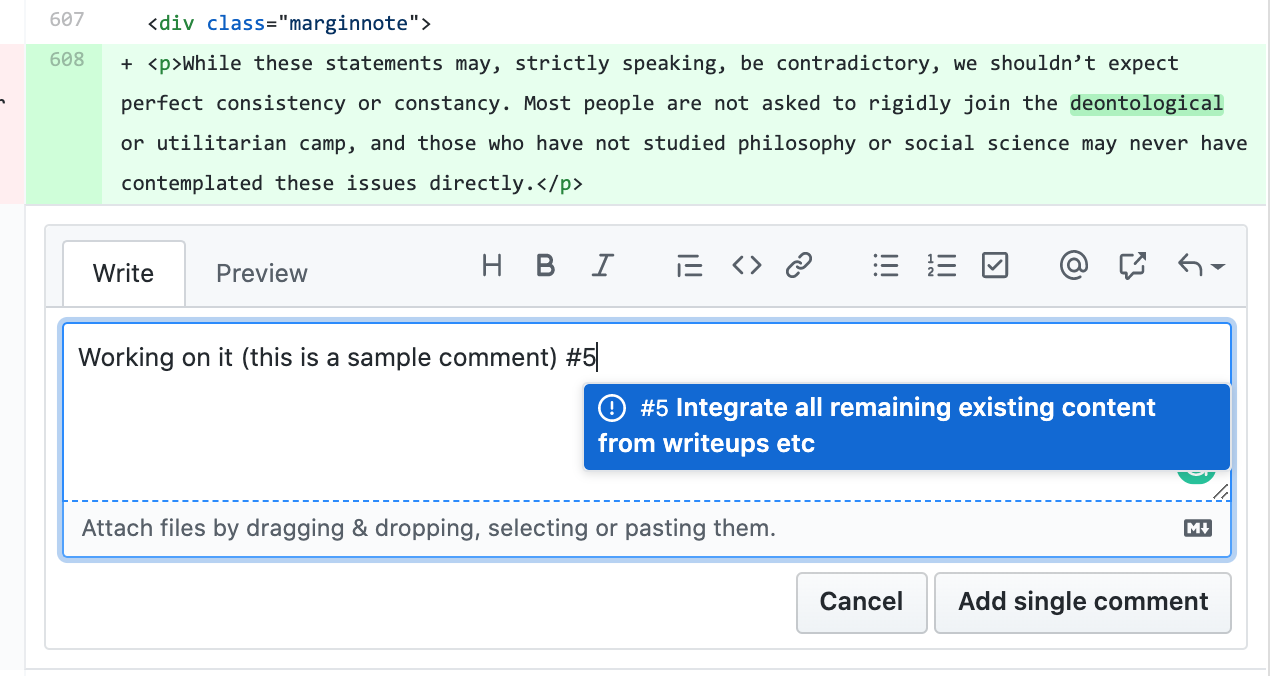 607 <div class="marginnote">
608 + <p>While these statements may, strictly speaking, be contradictory, we shouldn’t expect
perfect consistency or constancy. Most people are not asked to rigidly join the deontological
or utilitarian camp, and those who have not studied philosophy or social science may never have
contemplated these issues directly.</p>
Write Preview
Working on it (this is a sample comment) #5
#5 Integrate all remaining existing content
from writeups etc
Attach files by dragging & dropping, selecting or pasting them.
Cancel Add single comment